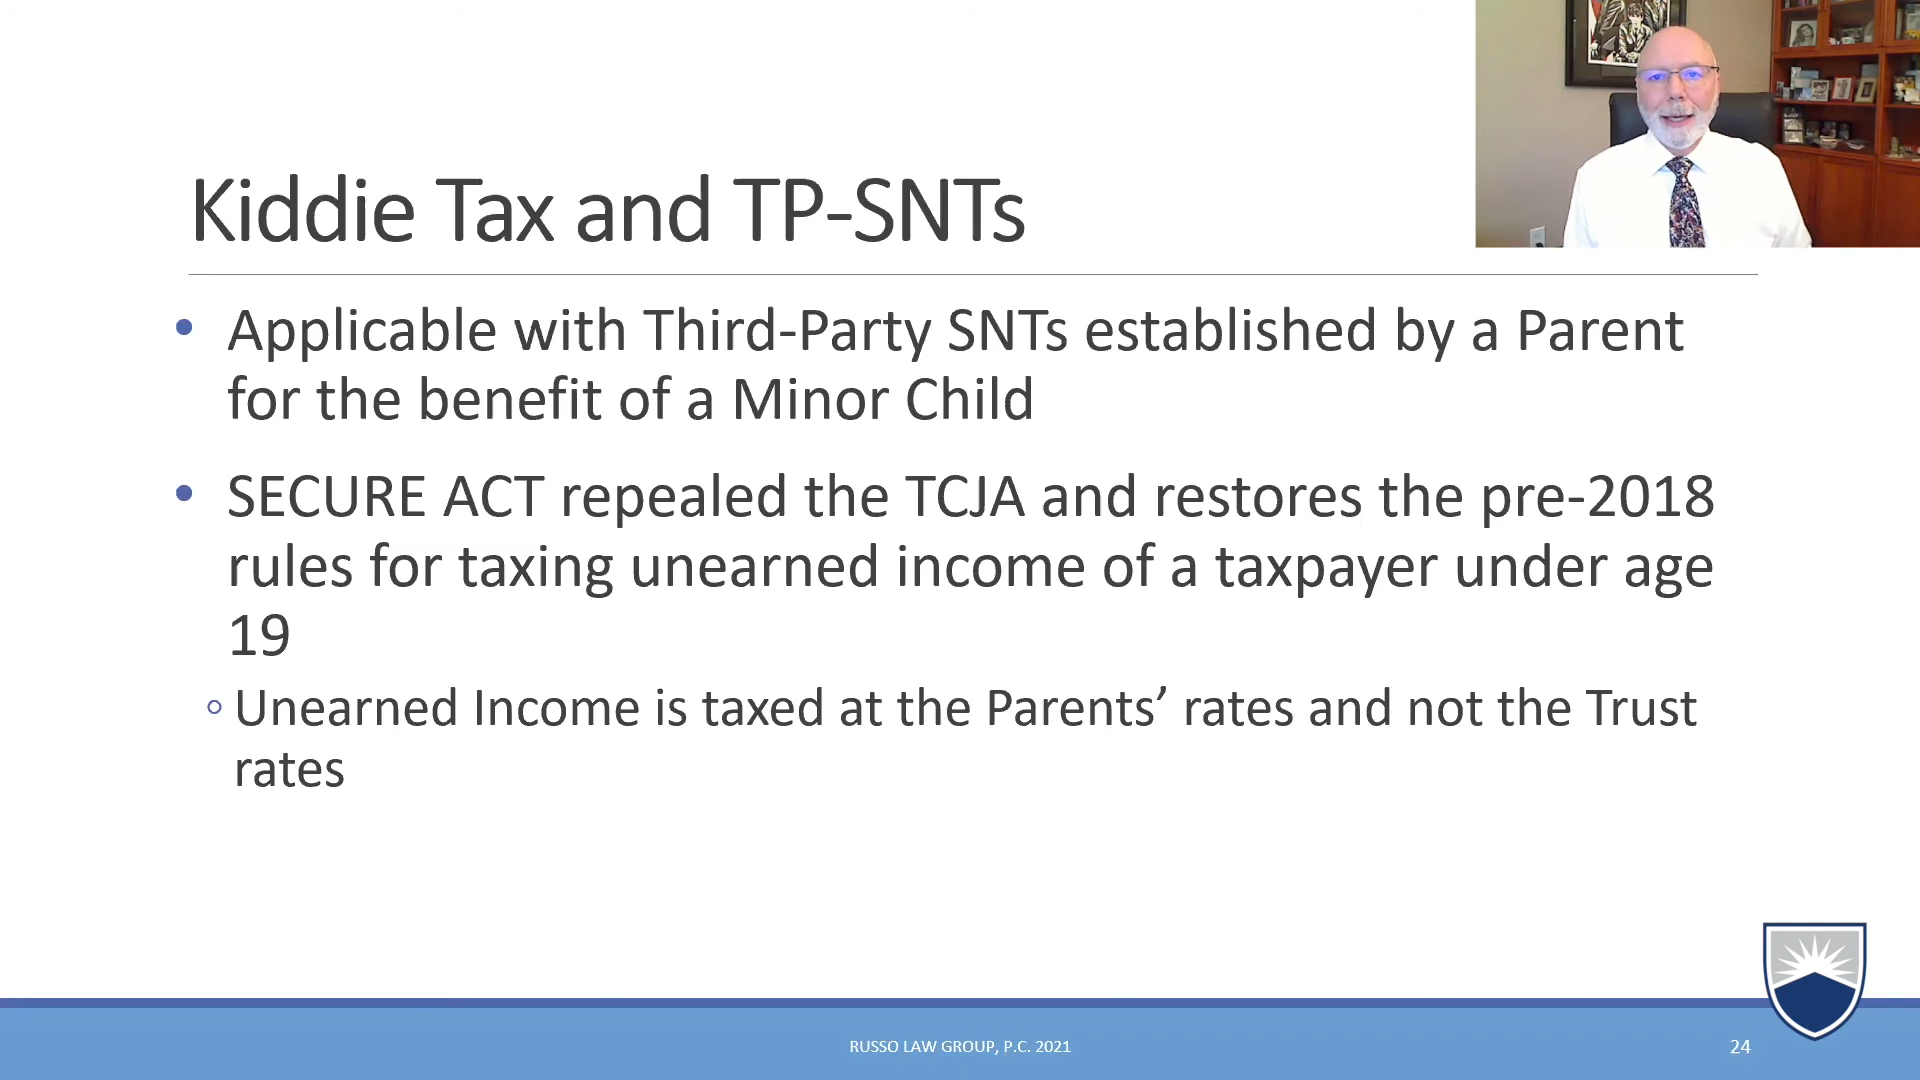 Kiddie Tax and TP-SNTs
• Applicable with Third-Party SNTs established by a Parent
for the benefit of a Minor Child
• SECURE ACT repealed the TCJA and restores the pre-2018
rules for taxing unearned income of a taxpayer under age
19
◦ Unearned Income is taxed at the Parents’ rates and not the Trust
rates
RUSSO LAW GROUP, P.C. 2021
24